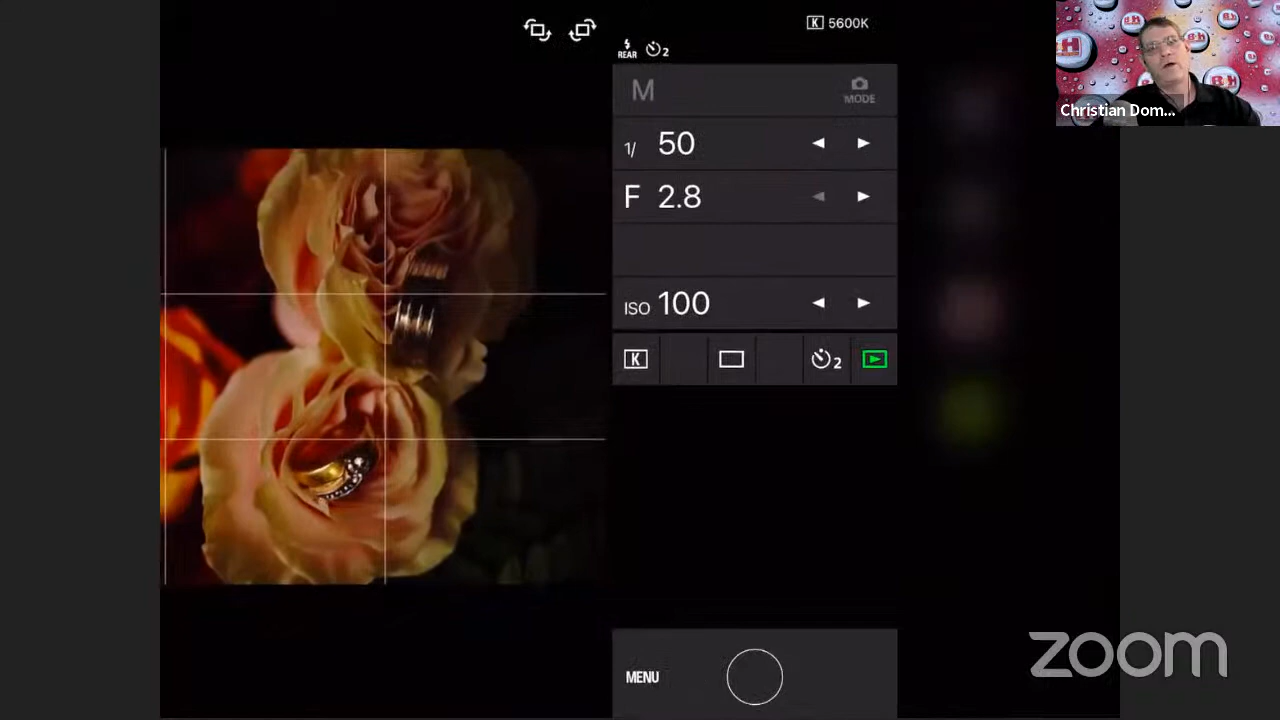 K 5600K
REAR 2
M MODE
1/ 50
F 2.8
ISO 100
K 2
MENU
Christian Dom...
B&H
zoom